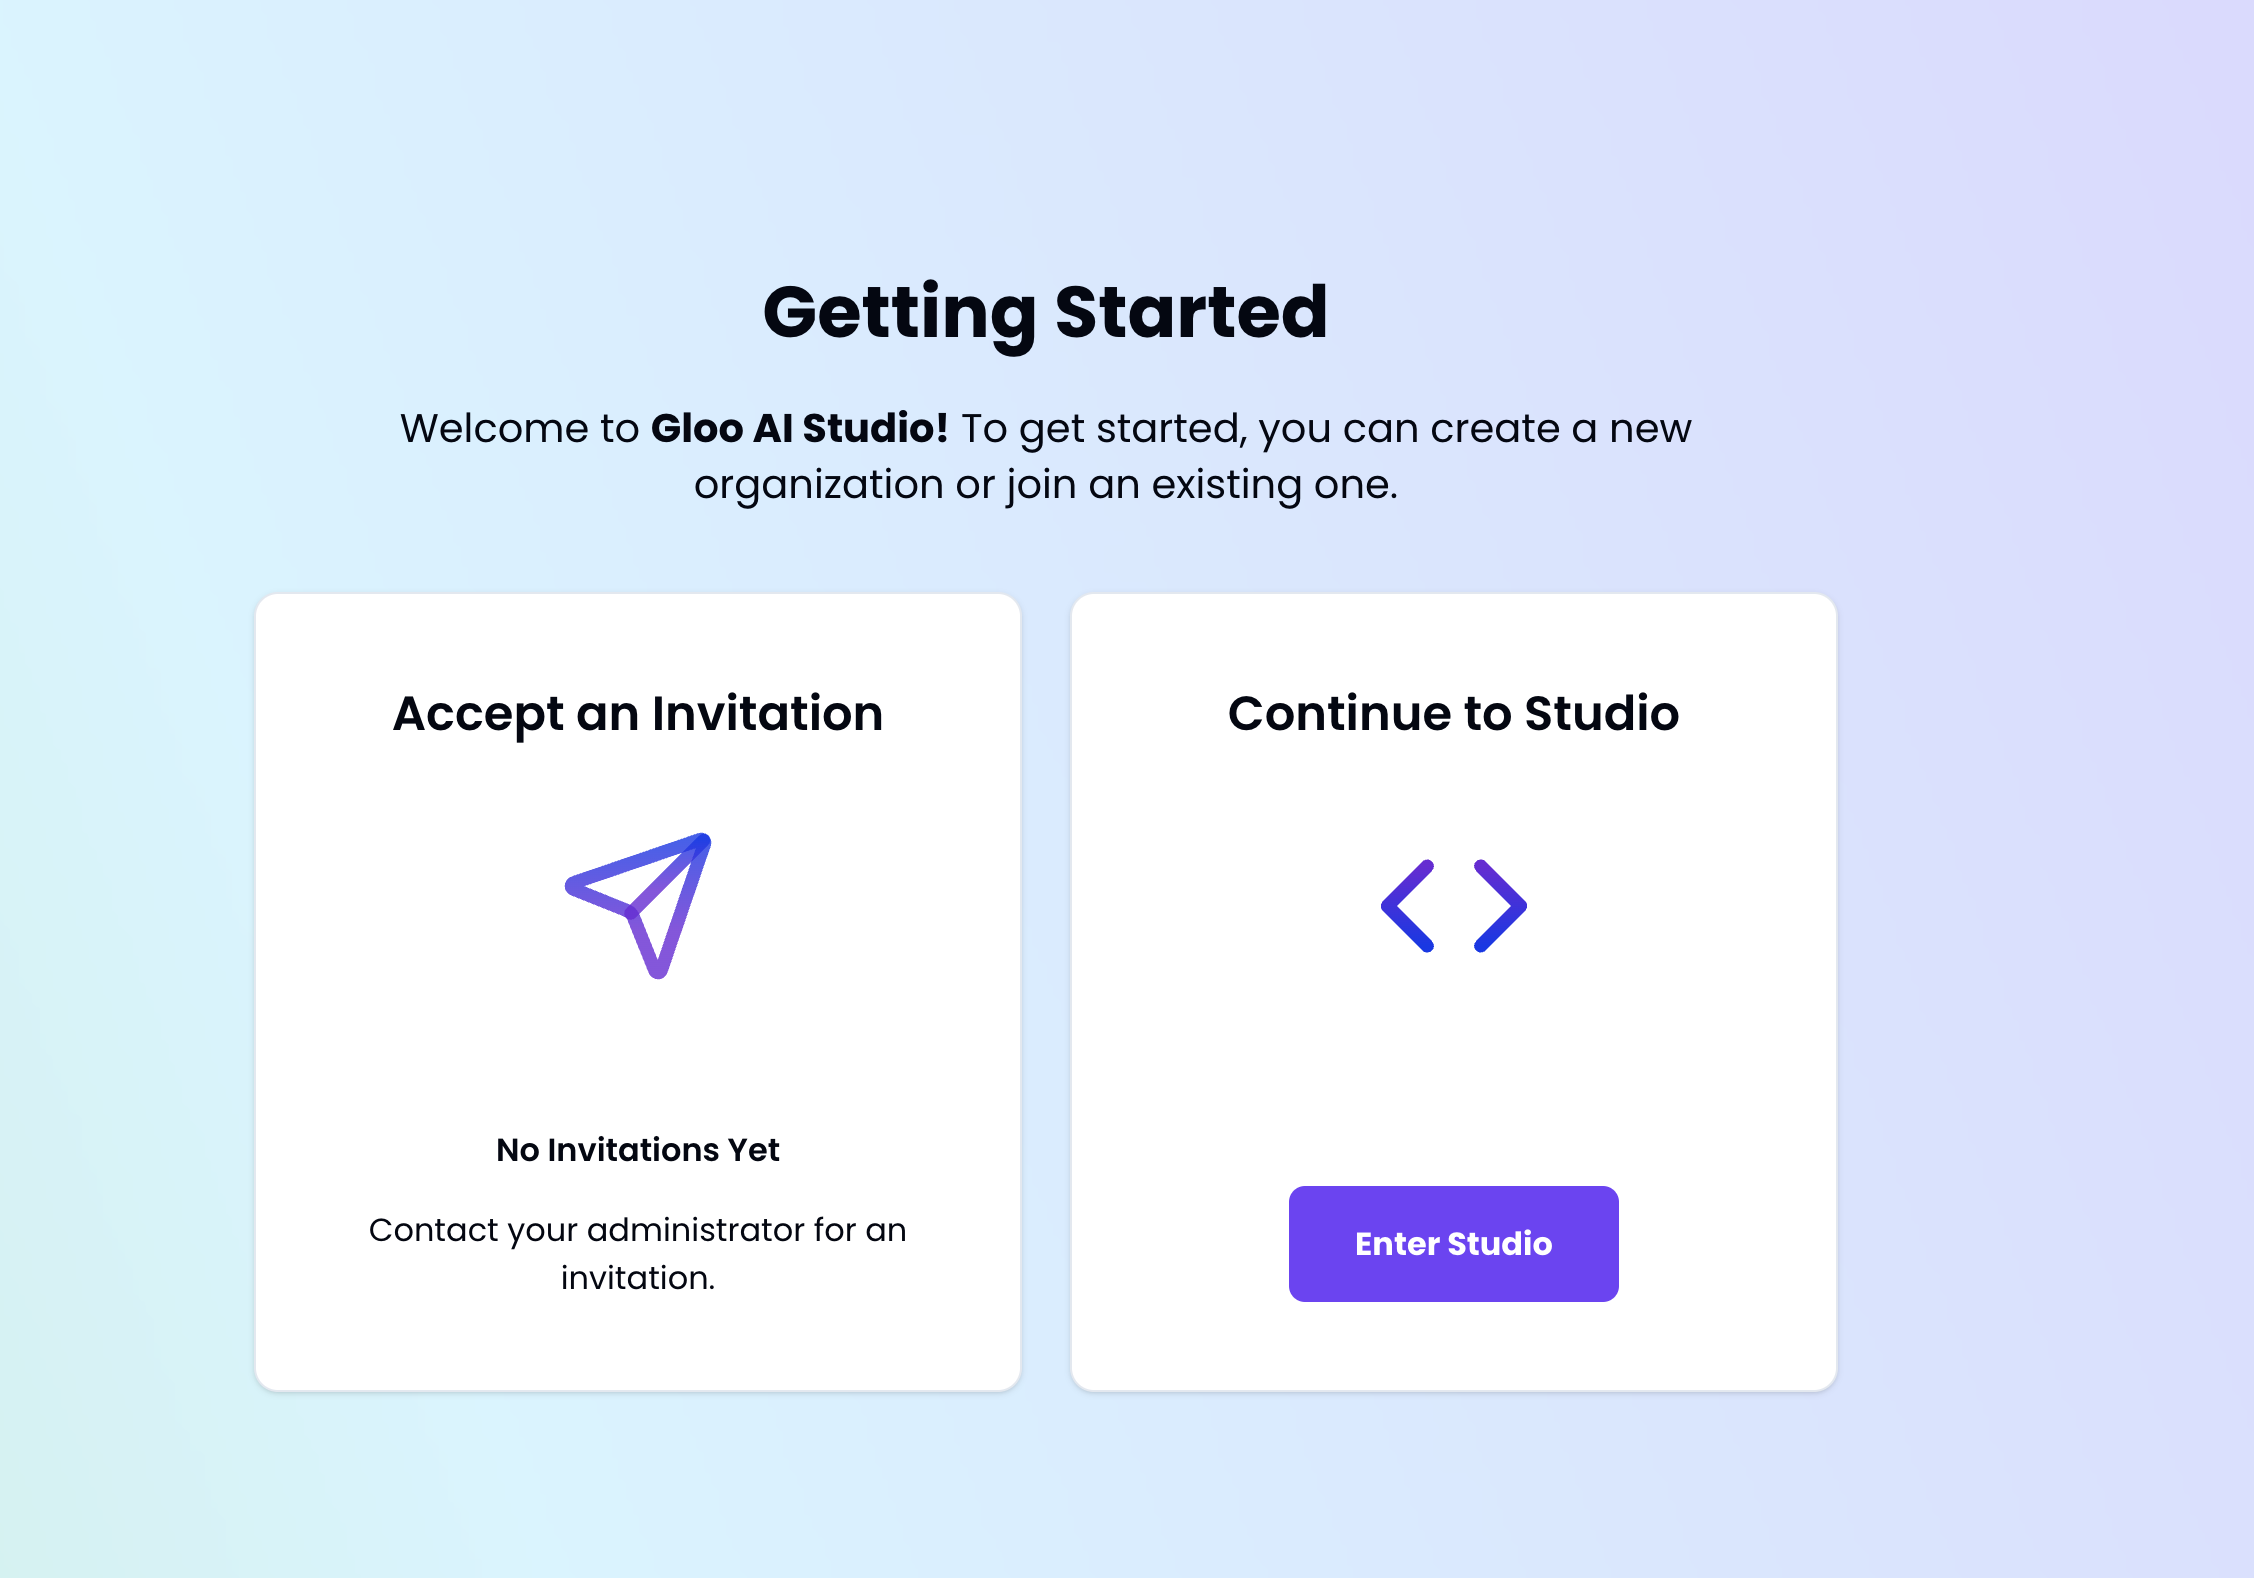 Getting Started
Welcome to Gloo AI Studio! To get started, you can create a new
organization or join an existing one.
Accept an Invitation
No Invitations Yet
Contact your administrator for an
invitation.
Continue to Studio
Enter Studio